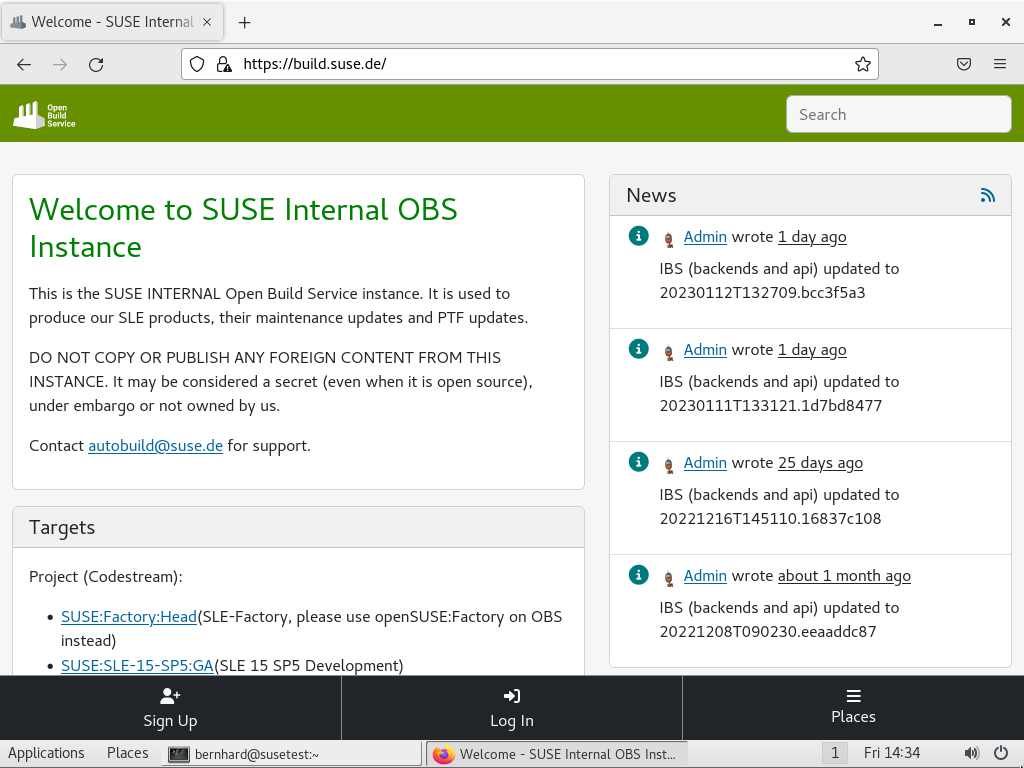 Welcome - SUSE Internal
https://build.suse.de/
Open
Build
Service
Search
Welcome to SUSE Internal OBS
Instance
This is the SUSE INTERNAL Open Build Service instance. It is used to
produce our SLE products, their maintenance updates and PTF updates.
DO NOT COPY OR PUBLISH ANY FOREIGN CONTENT FROM THIS
INSTANCE. It may be considered a secret (even when it is open source),
under embargo or not owned by us.
Contact autobuild@suse.de for support.
Targets
Project (Codestream):
• SUSE:Factory:Head(SLE-Factory, please use openSUSE:Factory on OBS
instead)
• SUSE:SLE-15-SP5:GA(SLE 15 SP5 Development)
News
Admin wrote 1 day ago
IBS (backends and api) updated to
20230112T132709.bcc3f5a3
Admin wrote 1 day ago
IBS (backends and api) updated to
20230111T133121.1d7bd8477
Admin wrote 25 days ago
IBS (backends and api) updated to
20221216T145110.16837c108
Admin wrote about 1 month ago
IBS (backends and api) updated to
20221208T090230.eeaaddc87
Sign Up
Log In
Places
Applications
Places
bernhard@susetest:~
Welcome - SUSE Internal OBS Inst...
1
Fri 14:34